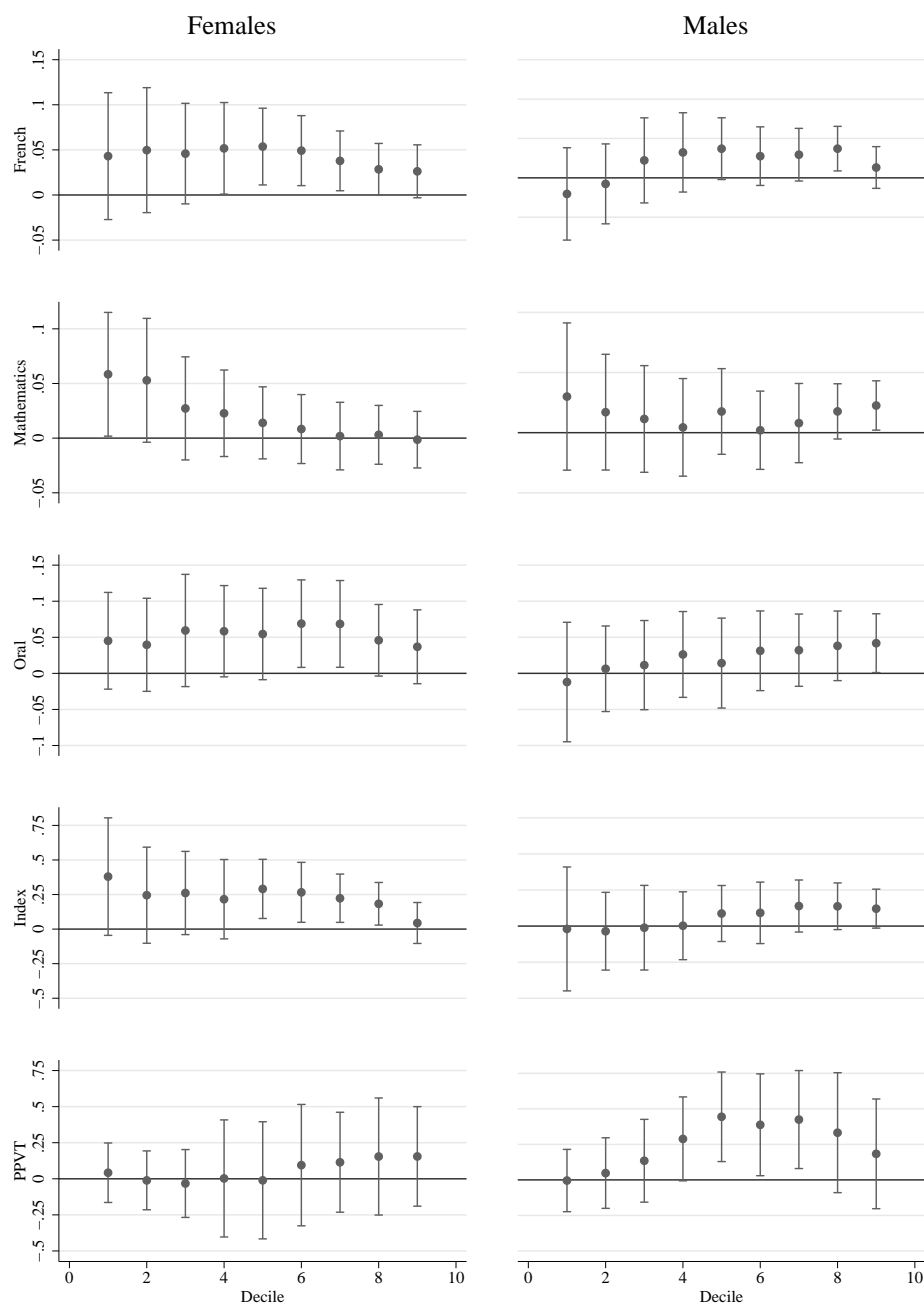 Females
Males
French
.15
.1
.05
0
−.05
Mathematics
.1
.05
0
−.05
Oral
.15
.1
.05
0
−.05
−.1
Index
.75
.5
.25
0
−.25
−.5
PPVT
.75
.5
.25
0
−.25
−.5
0 2 4 6 8 10
Decile
0 2 4 6 8 10
Decile